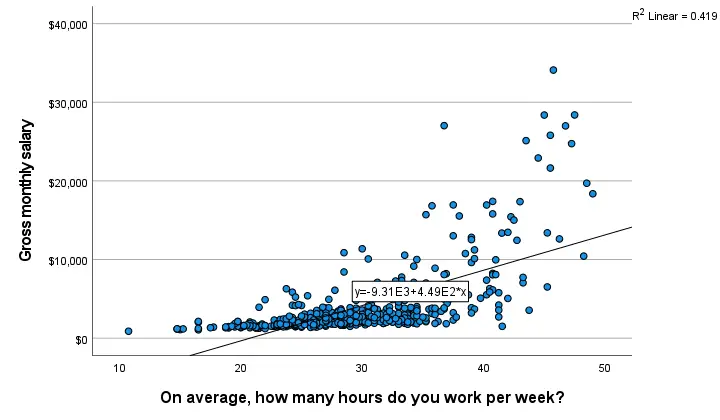 R2 Linear = 0.419
$40,000
$30,000
$20,000
$10,000
$0
Gross monthly salary
y=-9.31E3+4.49E2*x
10 20 30 40 50
On average, how many hours do you work per week?